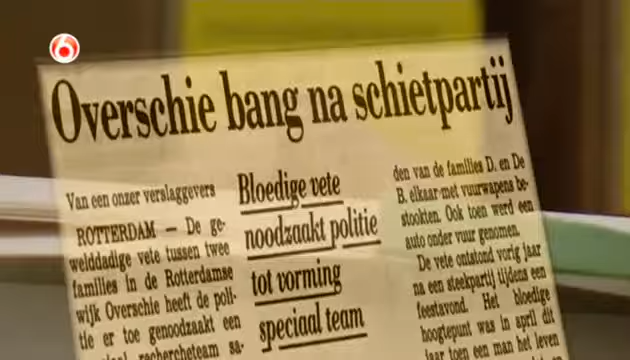 6
Overschie bang na schietpartij
Van een onzer verslaggevers
ROTTERDAM — De ge-
welddadige vete tussen twee
families in de Rotterdamse
wijk Overschie heeft de poli-
tie er toe genoodzaakt een
rechercheteam sa-
Bloedige vete
noodzaakt politie
tot vorming
speciaal team
den van de families D. en De
B. elkaar met vuurwapens be-
stookten. Ook toen werd een
auto onder vuur genomen.
De vete ontstond vorig jaar
na een steekpartij tijdens een
feestavond. Het bloedige
hoogtepunt was in april dit
jaar toen een man het leven